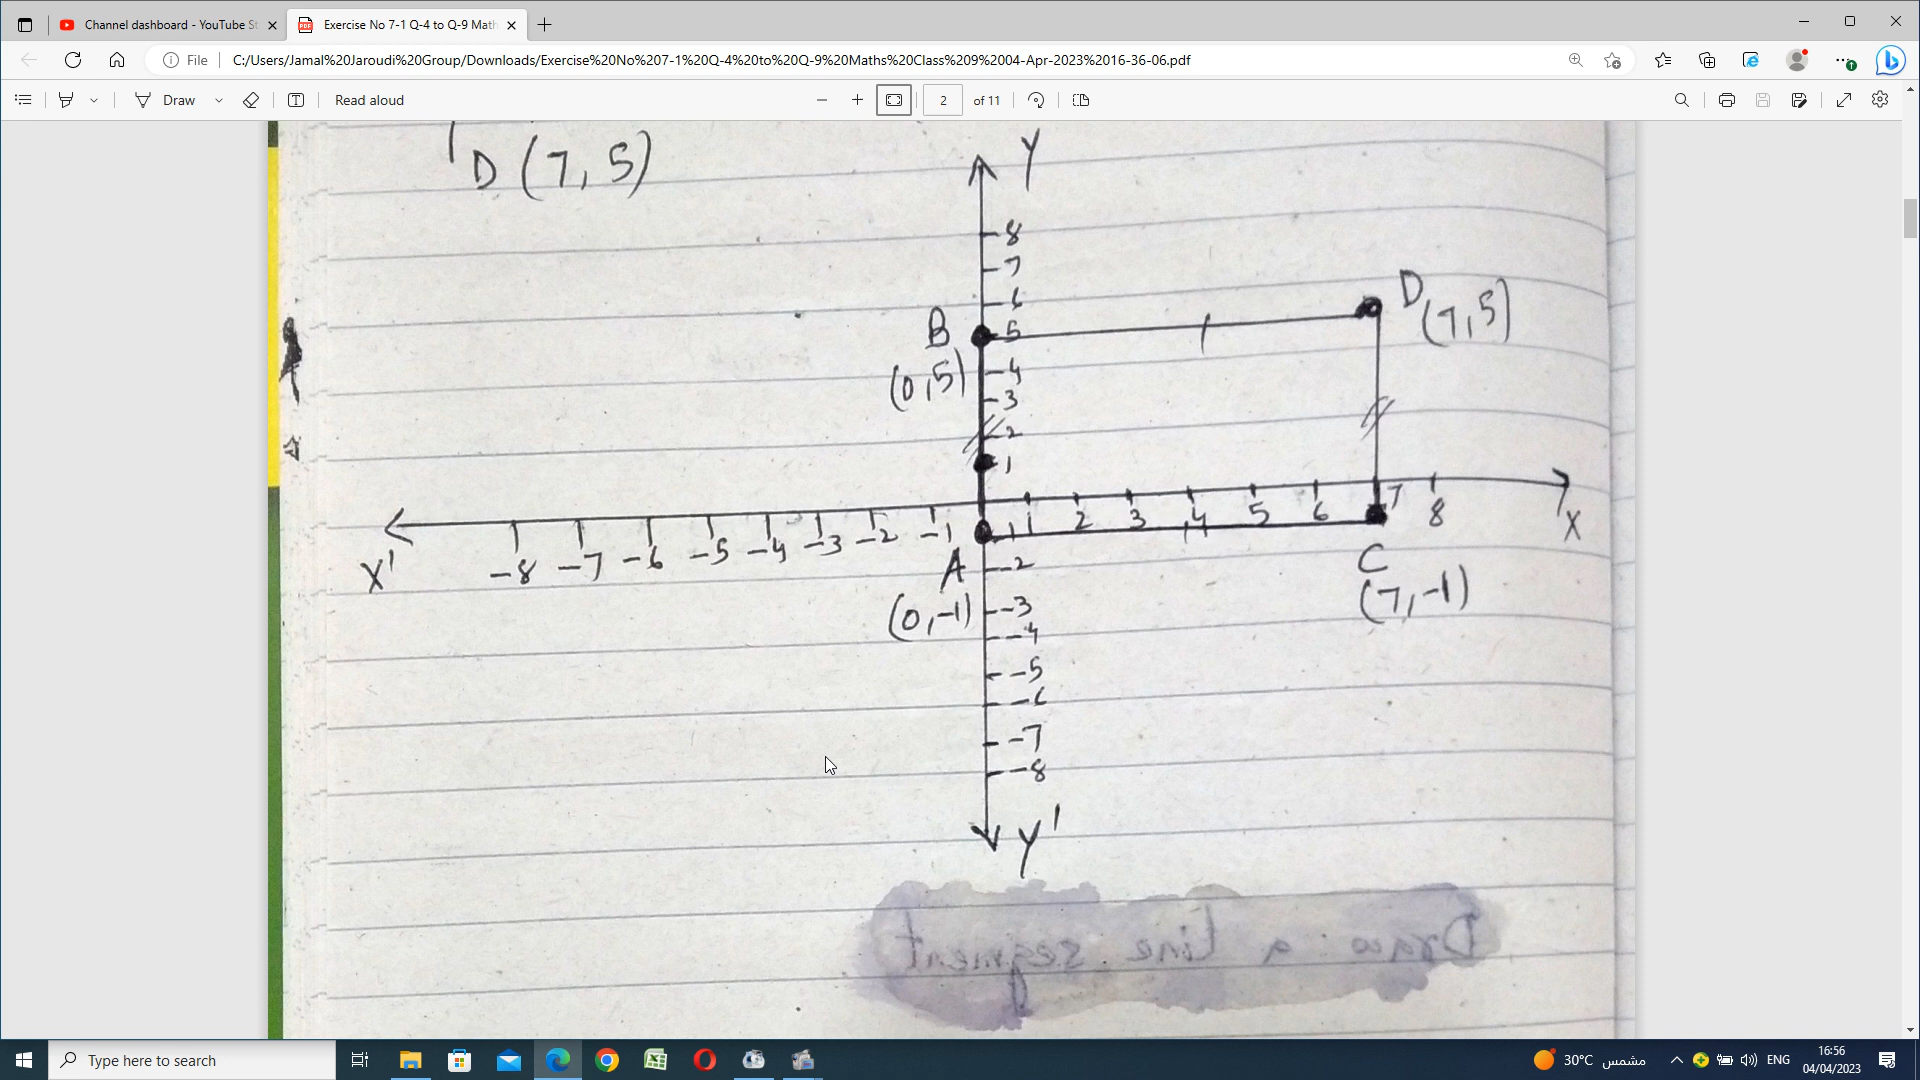 Channel dashboard - YouTube St
Exercise No 7-1 Q-4 to Q-9 Math
File
C:/Users/Jamal%20Jaroudi%20Group/Downloads/Exercise%20No%207-1%20Q-4%20to%20Q-9%20Maths%20Class%209%2004-Apr-2023%2016-36-06.pdf
Draw
Read aloud
2 of 11
D (7, 5)
Y
8
7
6
5
4
3
2
1
B
(0, 5)
D
(7, 5)
-8 -7 -6 -5 -4 -3 -2 -1 1 2 3 4 5 6 7 8
X'
X
-1
A
(0, -1)
C
(7, -1)
-2
-3
-4
-5
-6
-7
-8
Y'
Draw a line segment
Type here to search
30°C مشمس
ENG
16:56
04/04/2023